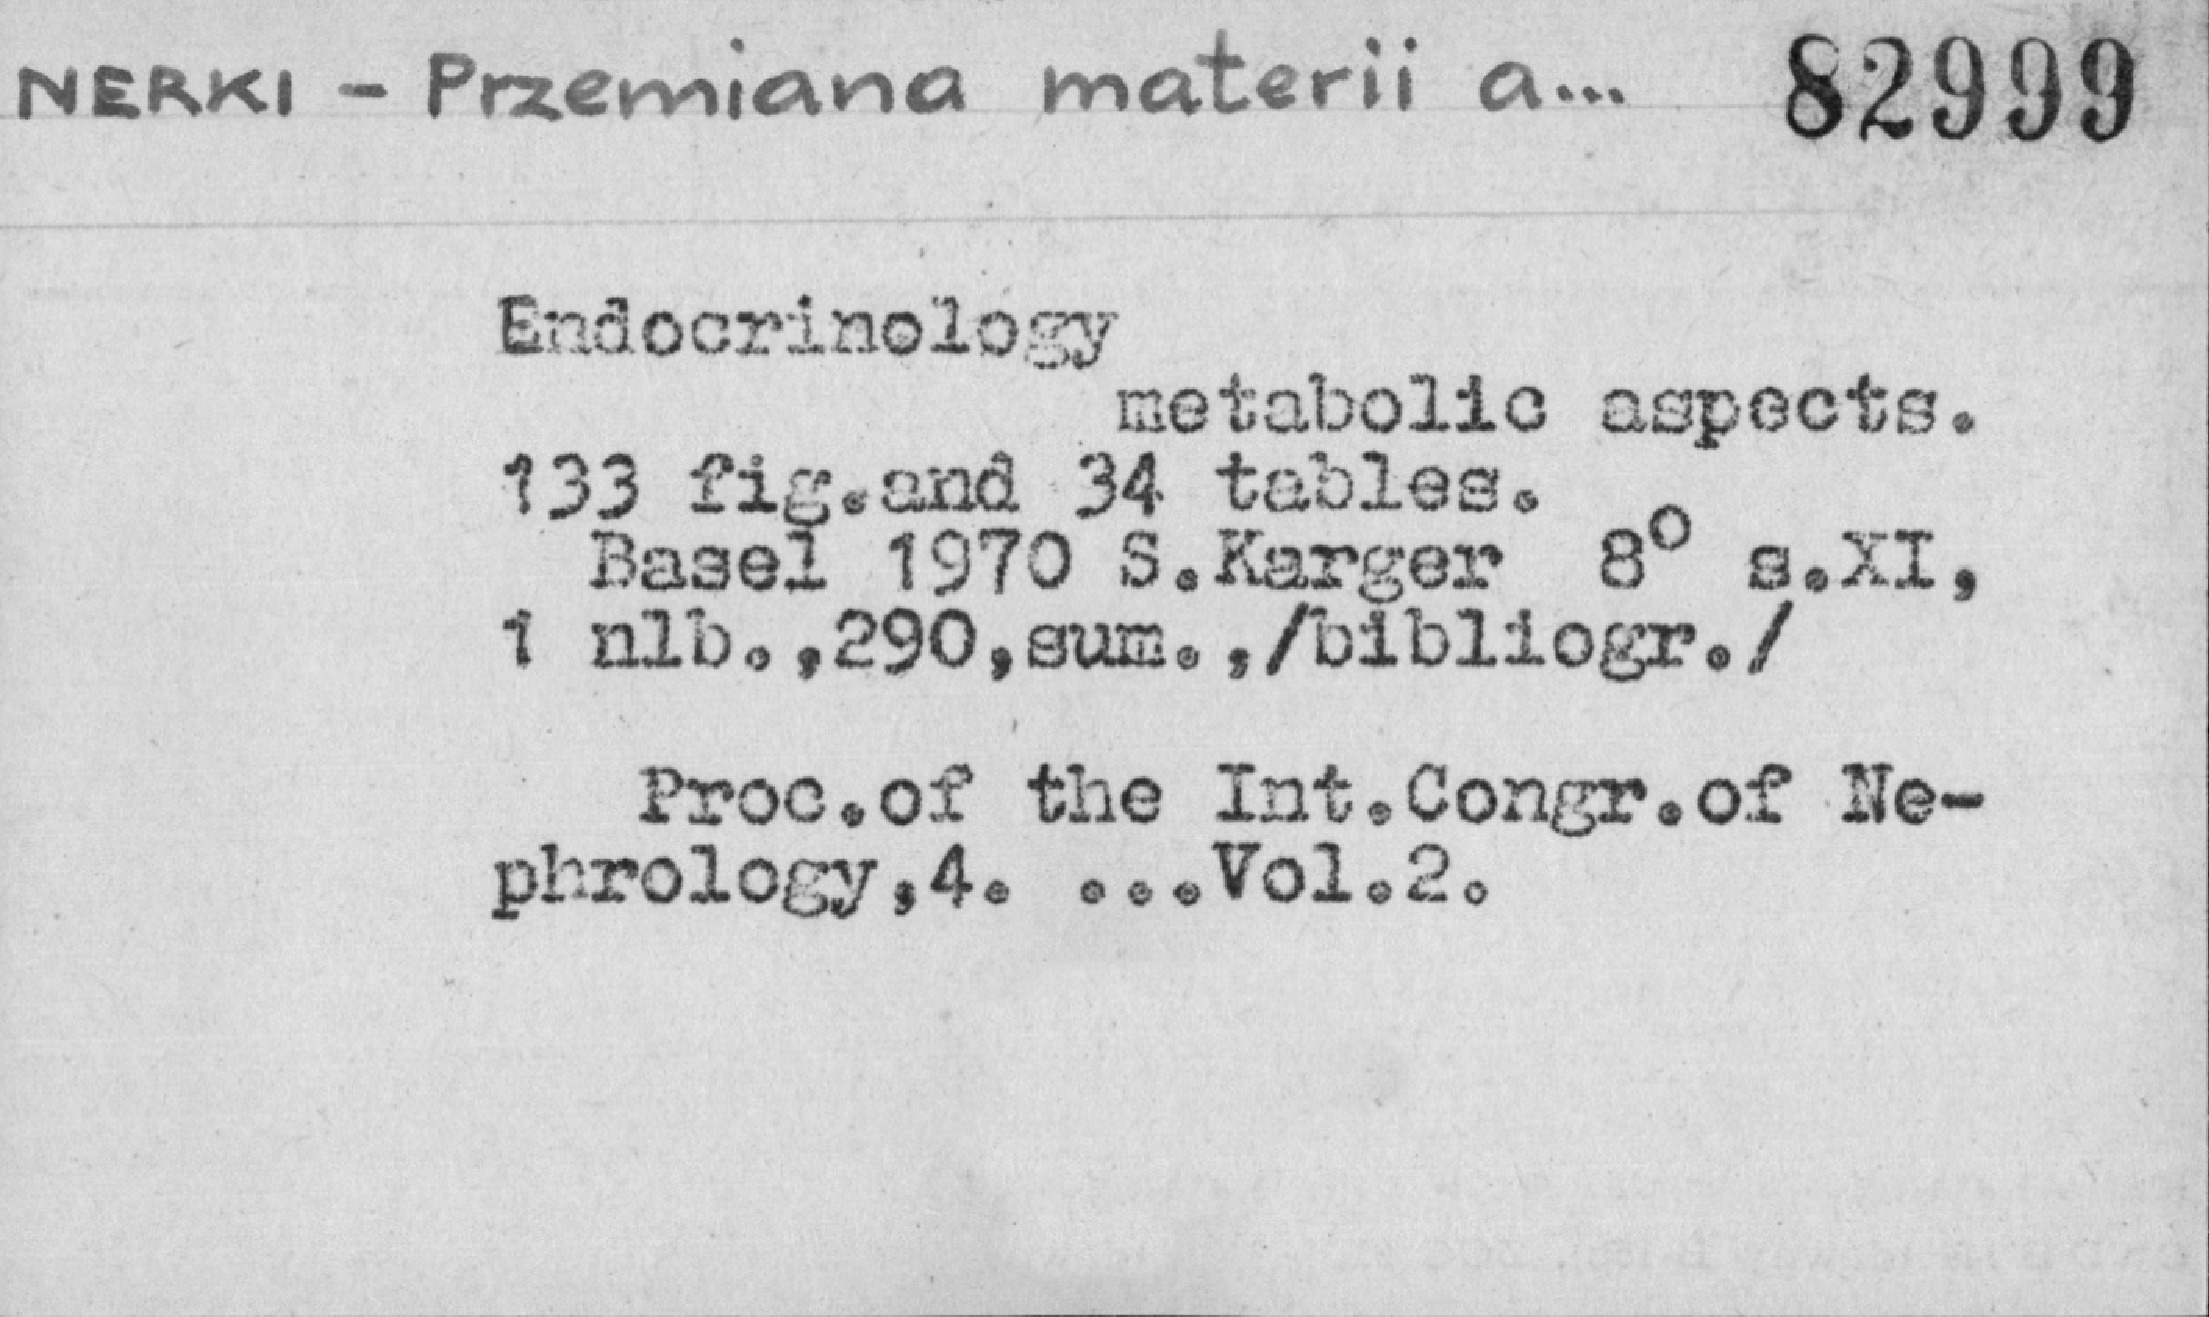 NERKI - Przemiana materii a... 82999
Endocrinology
metabolic aspects.
133 fig.and 34 tables.
Basel 1970 S.Karger 8° s.XI,
1 nlb.,290,sum.,/bibliogr./
Proc.of the Int.Congr.of Ne-
phrology,4. ...Vol.2.